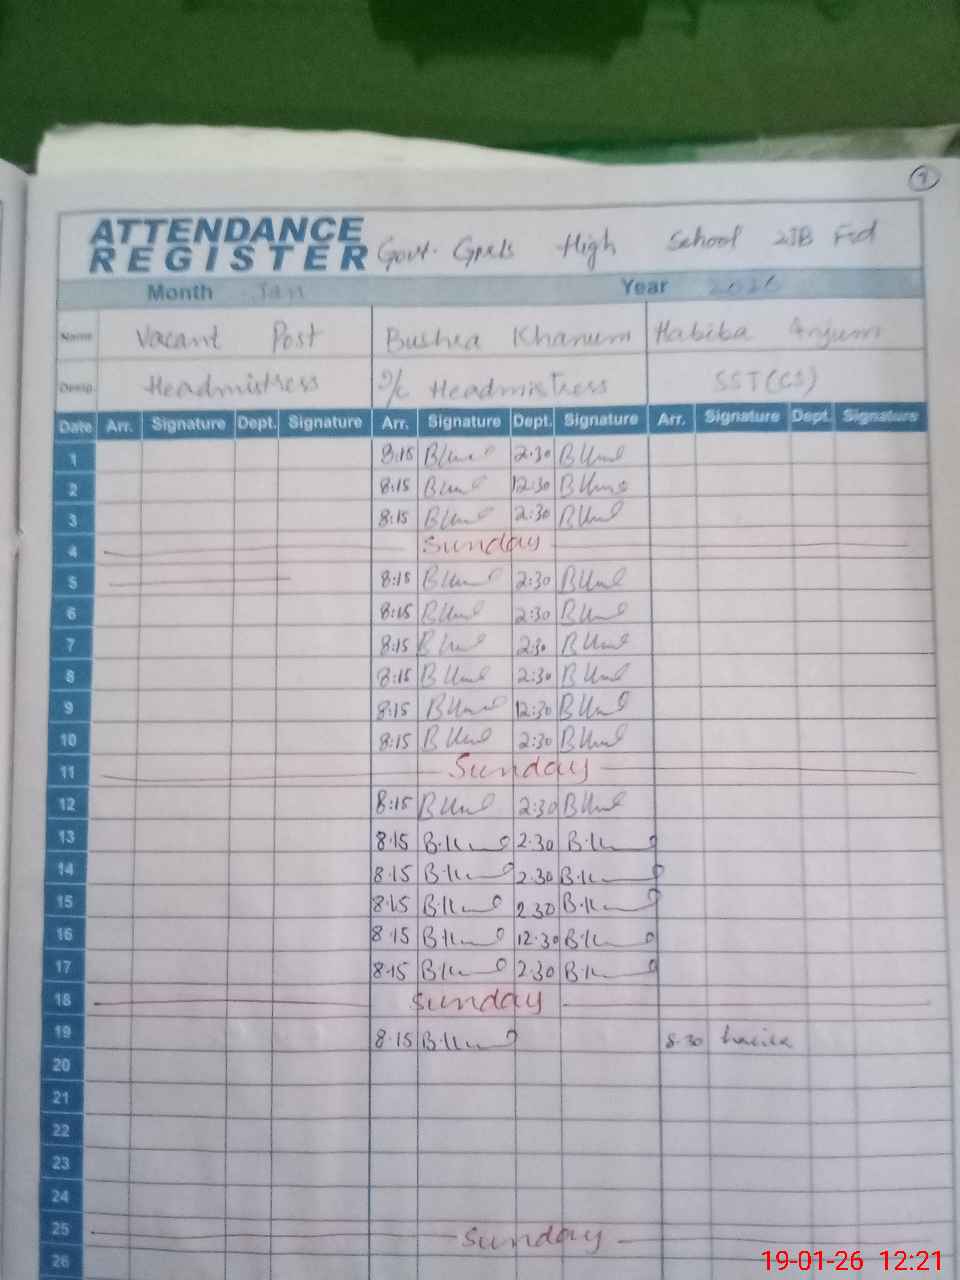 9
ATTENDANCE REGISTER Govt. Girls High School 2JB Fsd
Month Jan Year 2026
Name Vacant Post Bushra Khanum Habiba Anjum
Desig. Headmistress I/c Headmistress SST(CS)
Date Arr. Signature Dept. Signature Arr. Signature Dept. Signature Arr. Signature Dept. Signature
1 8:15 2:30
2 8:15 12:30
3 8:15 2:30
4 Sunday
5 8:15 2:30
6 8:15 2:30
7 8:15 2:30
8 8:15 2:30
9 8:15 12:30
10 8:15 2:30
11 Sunday
12 8:15 2:30
13 8.15 2.30
14 8.15 2.30
15 8.15 2.30
16 8.15 12.30
17 8.15 2.30
18 Sunday
19 8.15 8.30
20
21
22
23
24
25 Sunday
26
19-01-26 12:21